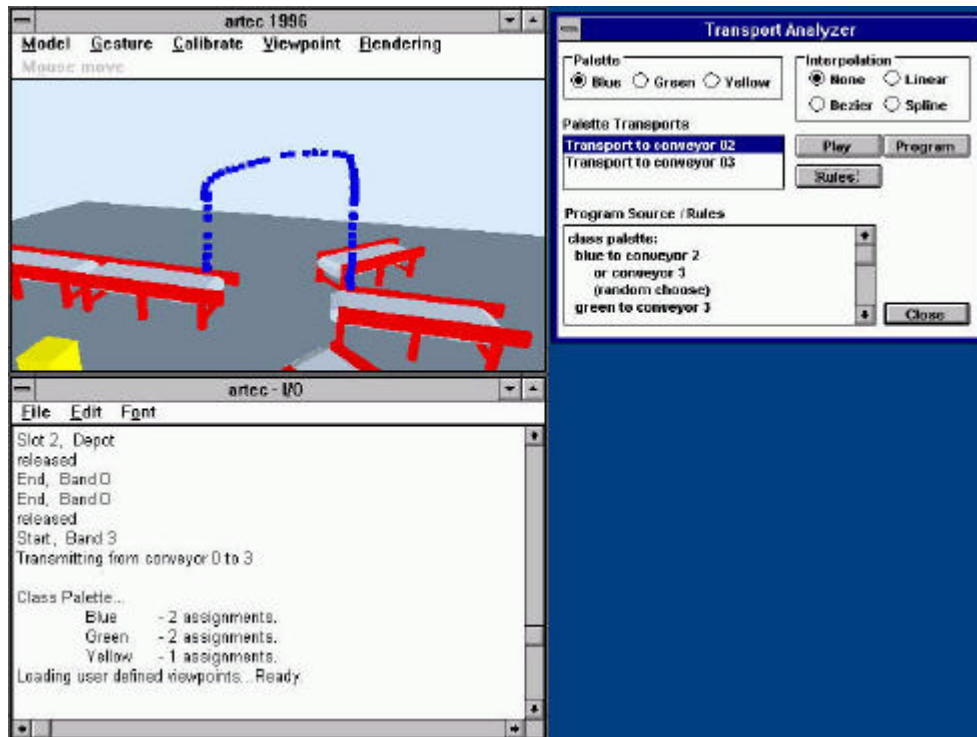 artec 1996
Model Gesture Calibrate Viewpoint Rendering
Mouse move
Transport Analyzer
Palette
Blue Green Yellow
Interpolation
None Linear
Bezier Spline
Palette Transports
Transport to conveyor 02
Transport to conveyor 03
Play Program
Rules
Program Source / Rules
class palette:
blue to conveyor 2
or conveyor 3
(random choose)
green to conveyor 3
Close
artec - I/O
File Edit Font
Slot 2, Depot
released
End, Band 0
End, Band 0
released
Start, Band 3
Transmitting from conveyor 0 to 3
Class Palette...
Blue - 2 assignments.
Green - 2 assignments.
Yellow - 1 assignments.
Loading user defined viewpoints...Ready